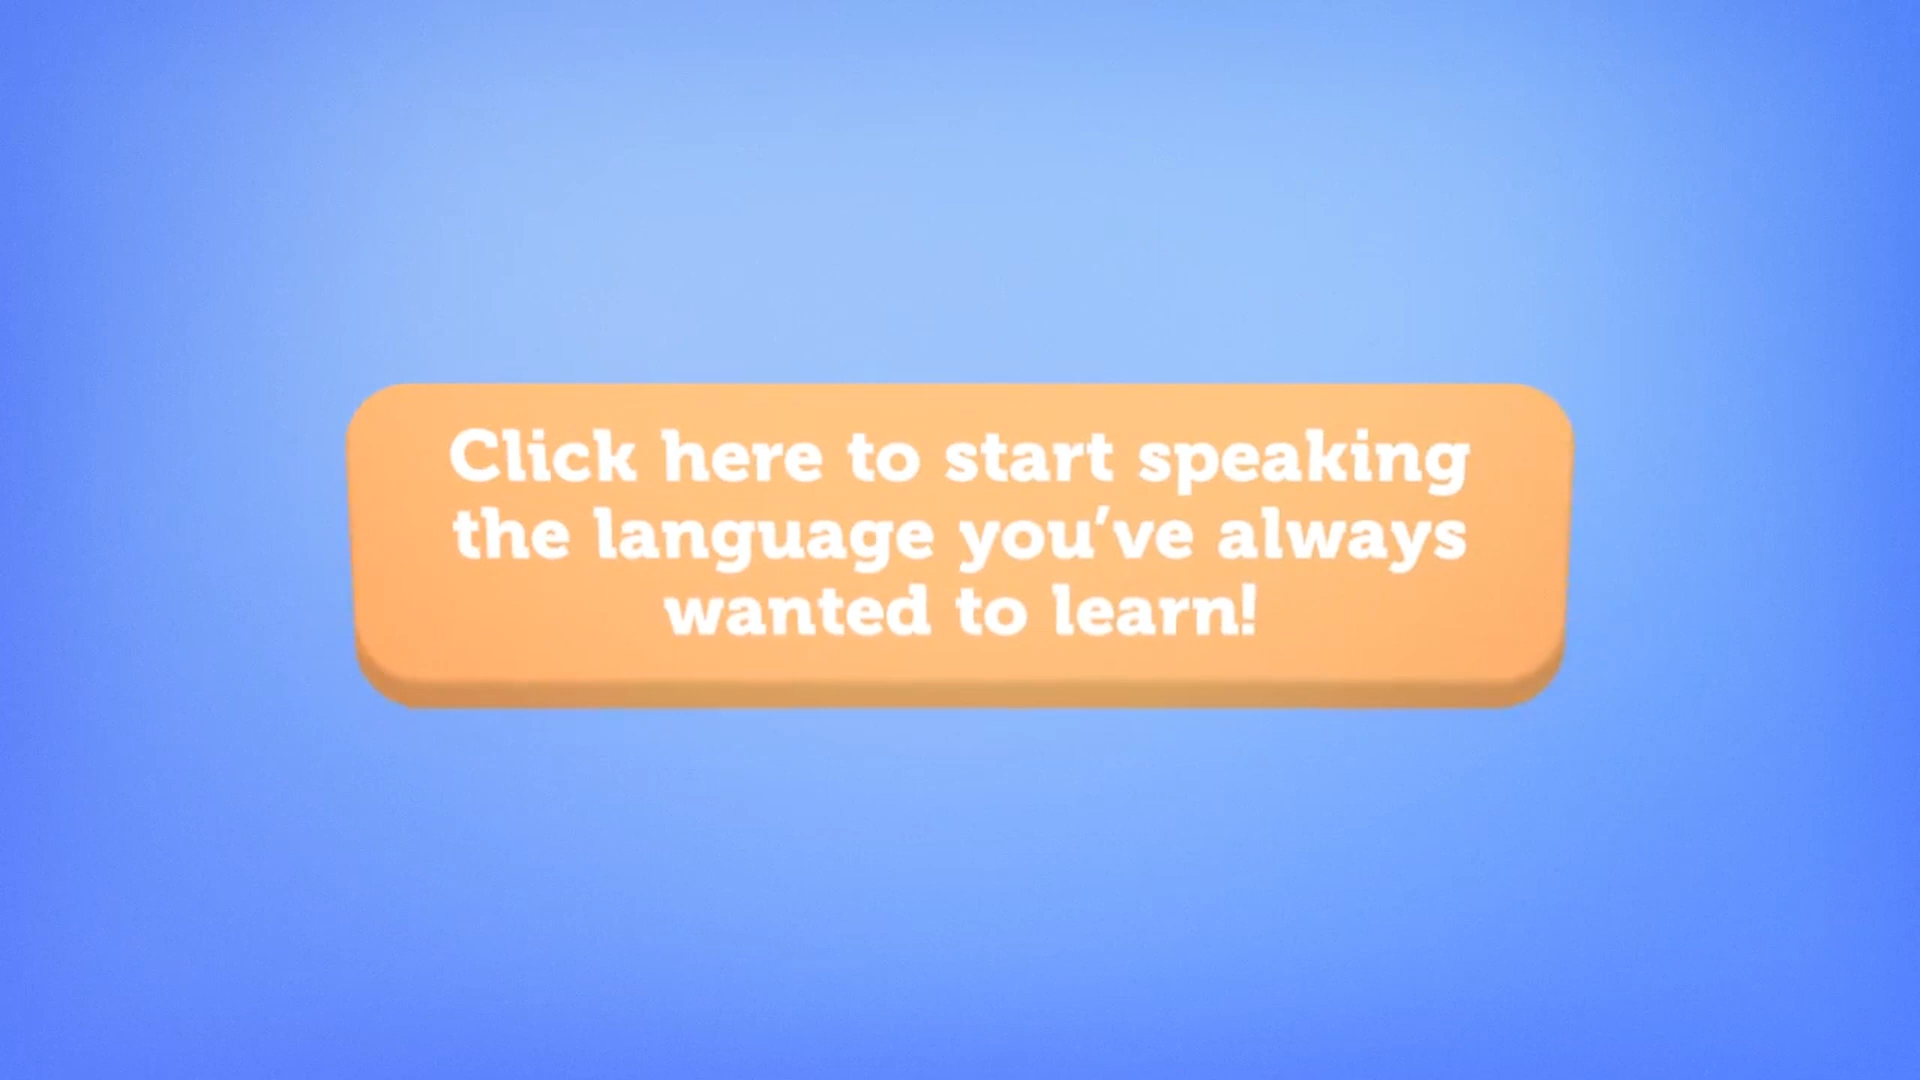 Click here to start speaking
the language you’ve always
wanted to learn!